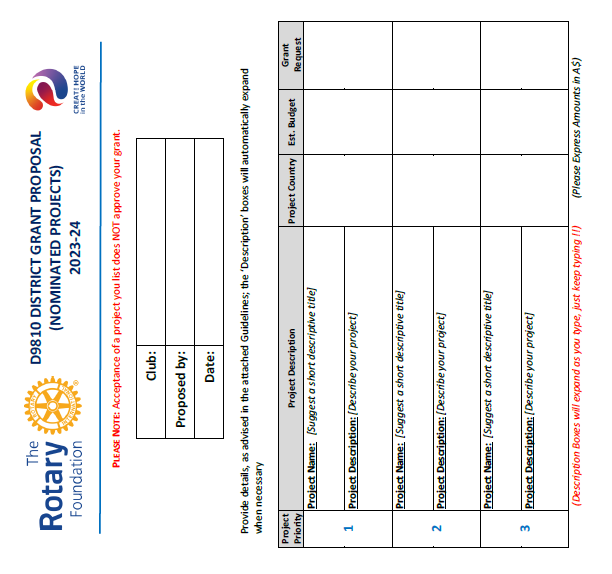 The
Rotary
Foundation
D9810 DISTRICT GRANT PROPOSAL
(NOMINATED PROJECTS)
2023-24
CREATE HOPE
in the WORLD
PLEASE NOTE: Acceptance of a project you list does NOT approve your grant.
Club:
Proposed by:
Date:
Provide details, as advised in the attached Guidelines; the 'Description' boxes will automatically expand
when necessary
Project Priority
Project Description
Project Country
Est. Budget
Grant Request
1
Project Name: [Suggest a short descriptive title]
Project Description: [Describe your project]
2
Project Name: [Suggest a short descriptive title]
Project Description: [Describe your project]
3
Project Name: [Suggest a short descriptive title]
Project Description: [Describe your project]
(Description Boxes will expand as you type, just keep typing !!)
(Please Express Amounts in A$)